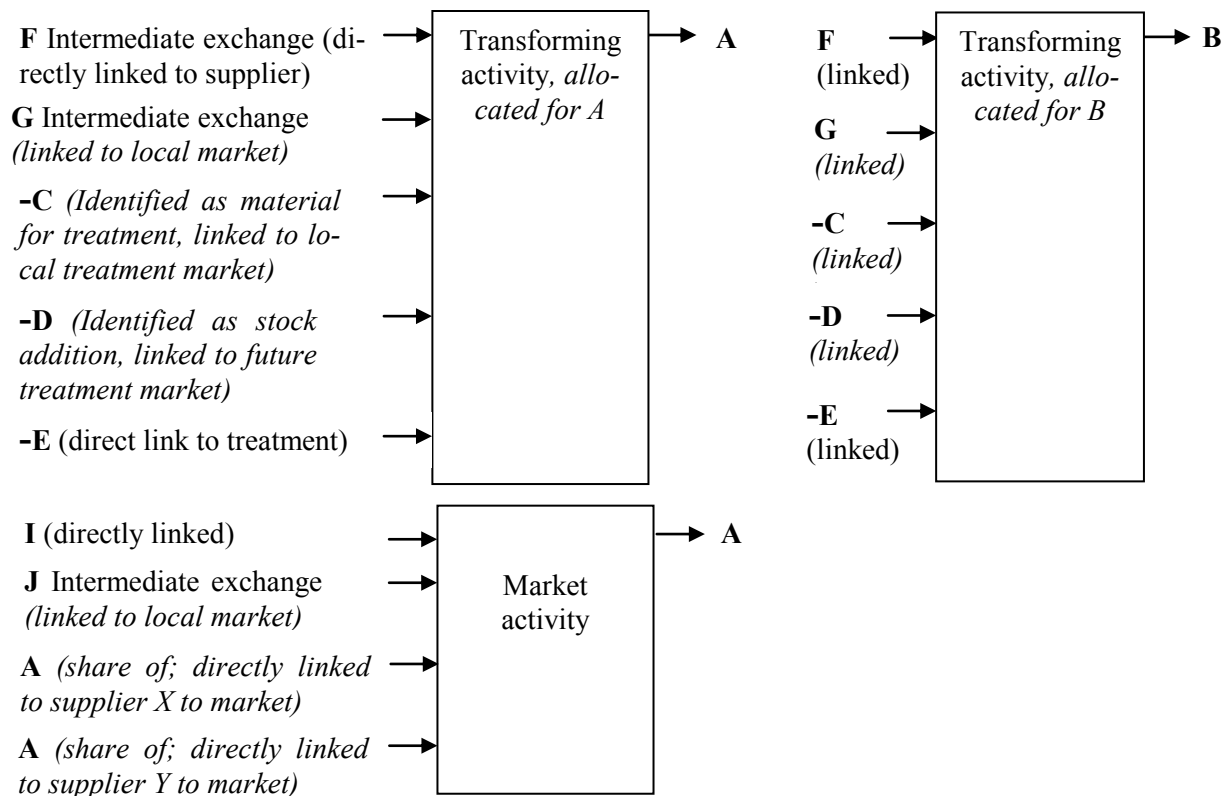 F Intermediate exchange (di-
rectly linked to supplier)
G Intermediate exchange
(linked to local market)
-C (Identified as material
for treatment, linked to lo-
cal treatment market)
-D (Identified as stock
addition, linked to future
treatment market)
-E (direct link to treatment)
Transforming
activity, allo-
cated for A
A
F
(linked)
G
(linked)
-C
(linked)
-D
(linked)
-E
(linked)
Transforming
activity, allo-
cated for B
B
I (directly linked)
J Intermediate exchange
(linked to local market)
A (share of; directly linked
to supplier X to market)
A (share of; directly linked
to supplier Y to market)
Market
activity
A